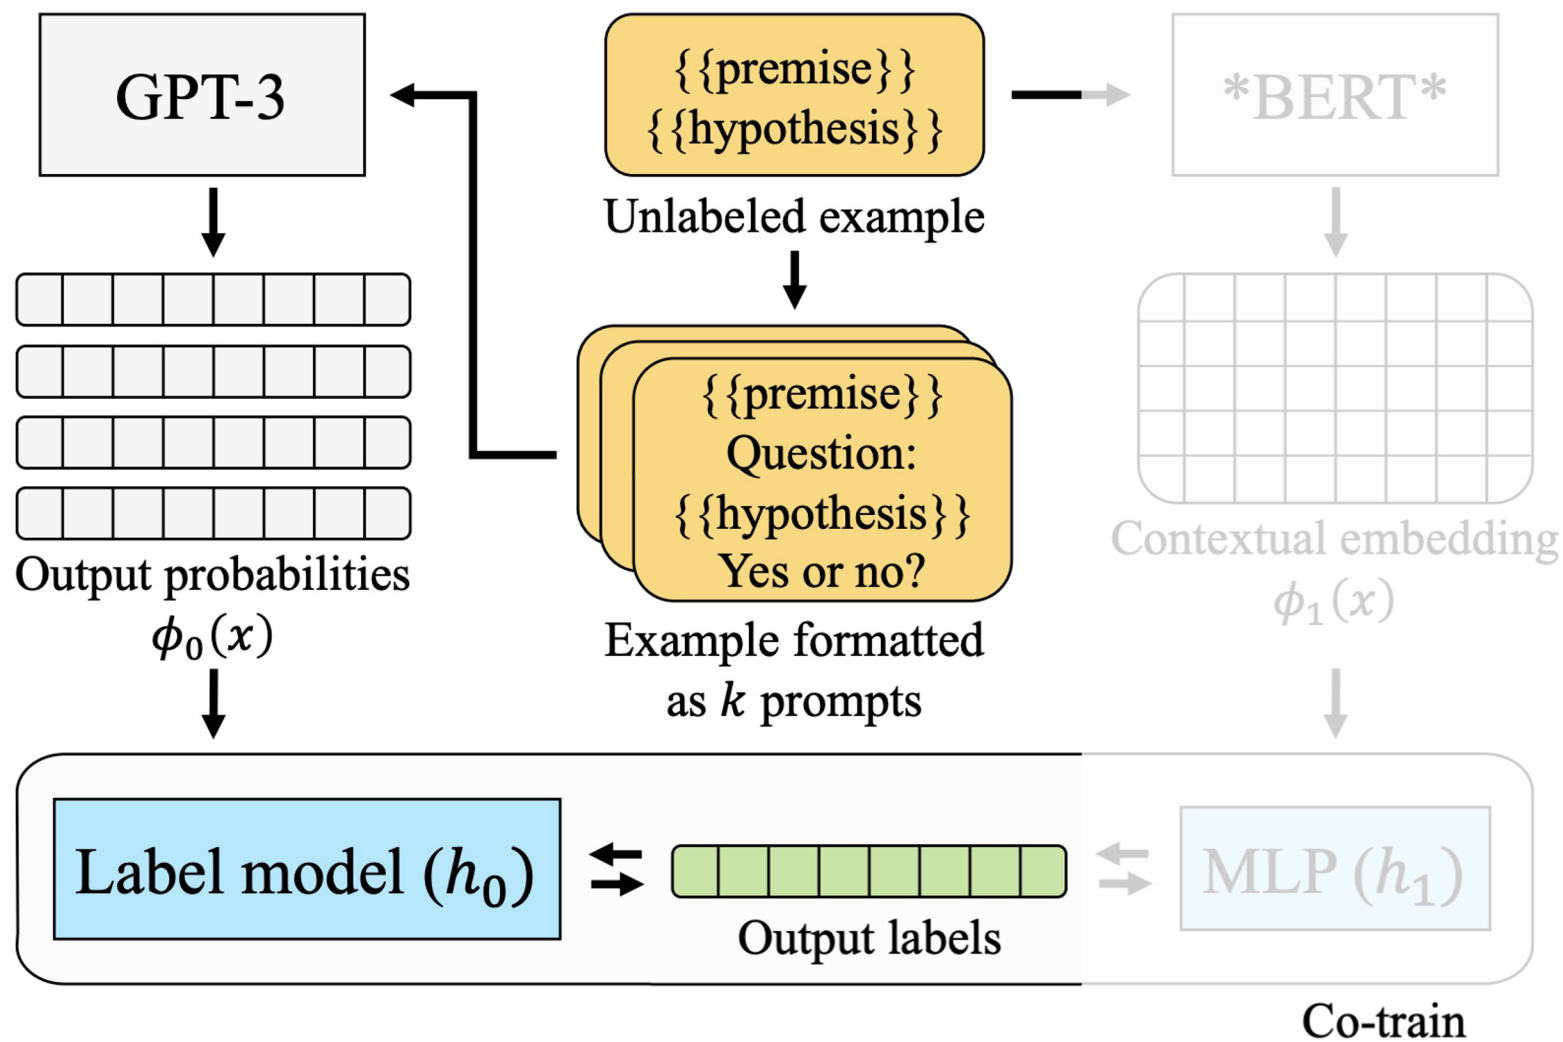 GPT-3
{{premise}}
{{hypothesis}}
*BERT*
Unlabeled example
{{premise}}
Question:
{{hypothesis}}
Yes or no?
Output probabilities
ϕ₀(x)
Example formatted
as k prompts
Contextual embedding
ϕ₁(x)
Label model (h₀)
Output labels
MLP (h₁)
Co-train